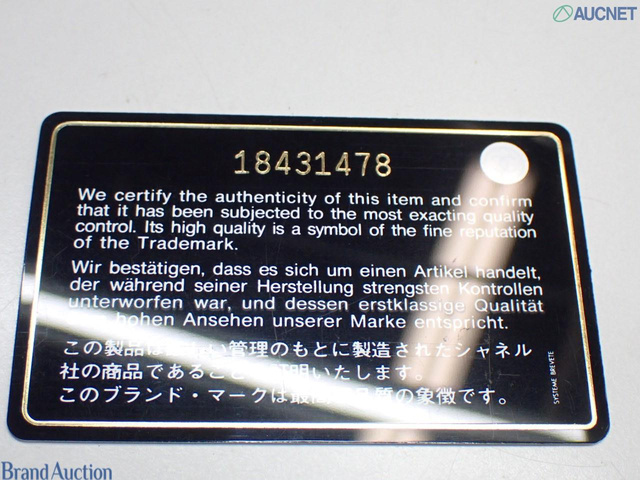 AUCNET
18431478
We certify the authenticity of this item and confirm
that it has been subjected to the most exacting quality
control. Its high quality is a symbol of the fine reputation
of the Trademark.
Wir bestätigen, dass es sich um einen Artikel handelt,
der während seiner Herstellung strengsten Kontrollen
unterworfen war, und dessen erstklassige Qualität
hohen Ansehen unserer Marke entspricht.
この製品は い管理のもとに製造されたシャネル
社の商品であること 証明いたします。
このブランド・マークは最高 品質の象徴です。
SYSTEME BREVETE
Brand Auction